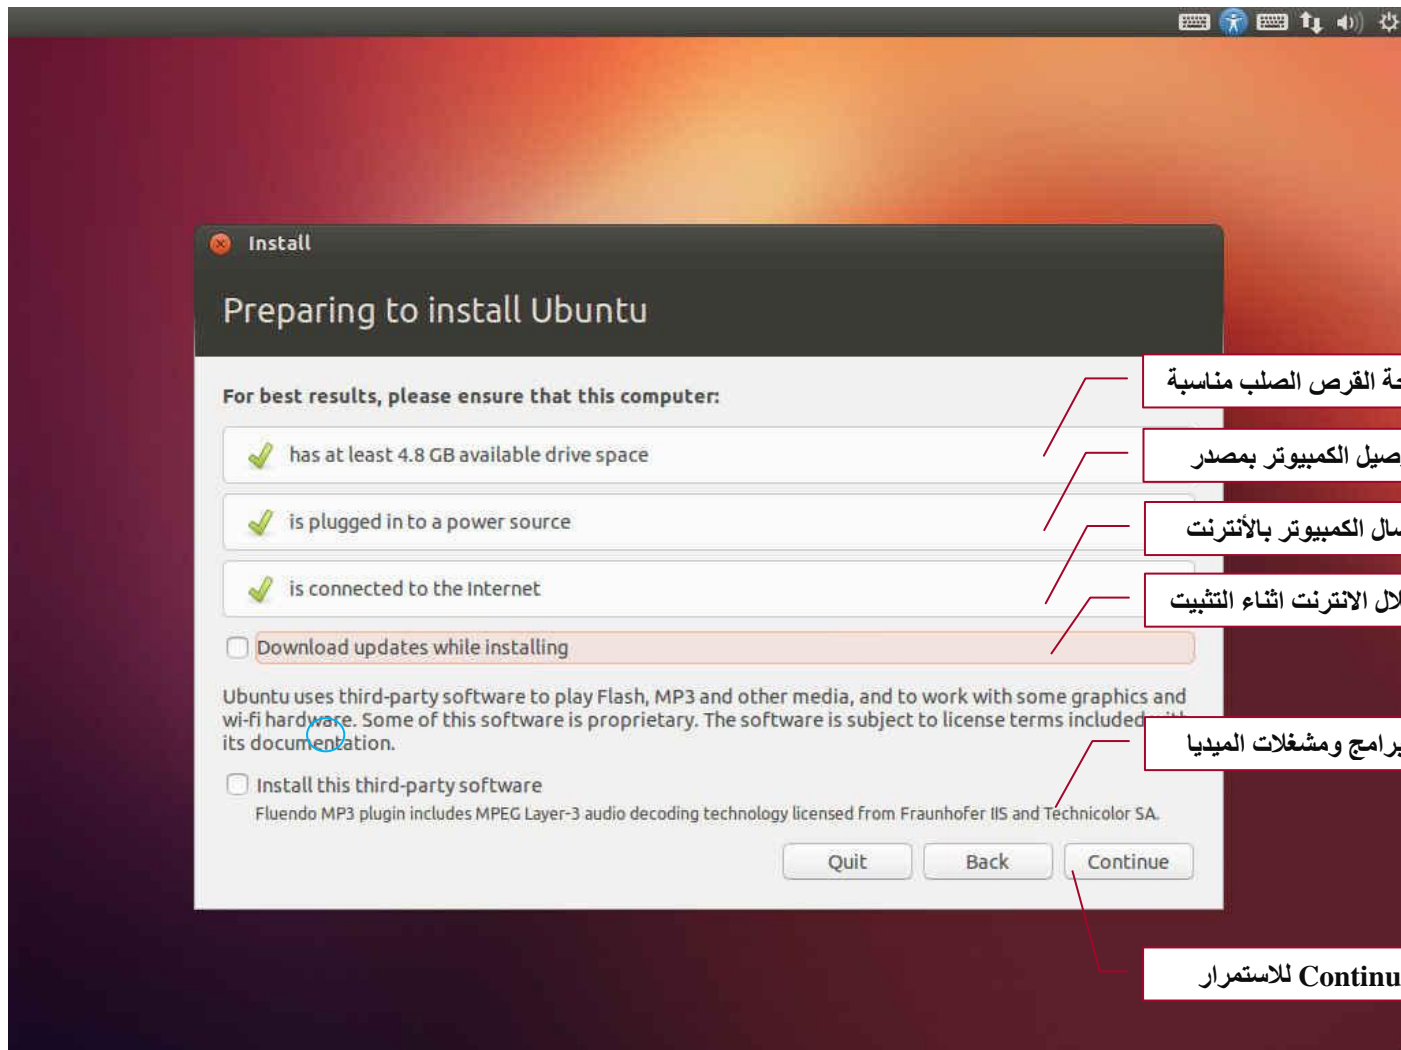 Install
Preparing to install Ubuntu
For best results, please ensure that this computer:
has at least 4.8 GB available drive space
القرص الصلب مناسبة
is plugged in to a power source
الكمبيوتر بمصدر
is connected to the Internet
الكمبيوتر بالأنترنت
Download updates while installing
الانترنت اثناء التثبيت
Ubuntu uses third-party software to play Flash, MP3 and other media, and to work with some graphics and
wi-fi hardware. Some of this software is proprietary. The software is subject to license terms included with
its documentation.
ومشغلات الميديا
Install this third-party software
Fluendo MP3 plugin includes MPEG Layer-3 audio decoding technology licensed from Fraunhofer IIS and Technicolor SA.
Quit
Back
Continue
Continu للاستمرار